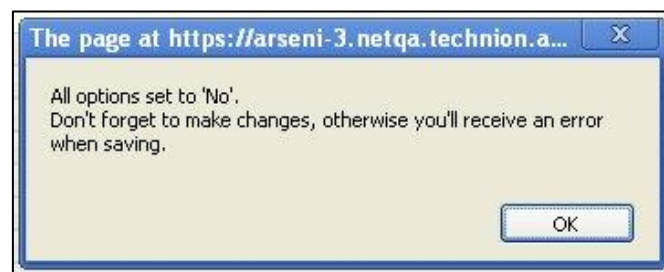 The page at https://arseni-3.netqa.technion.a...
All options set to 'No'.
Don't forget to make changes, otherwise you'll receive an error
when saving.
OK